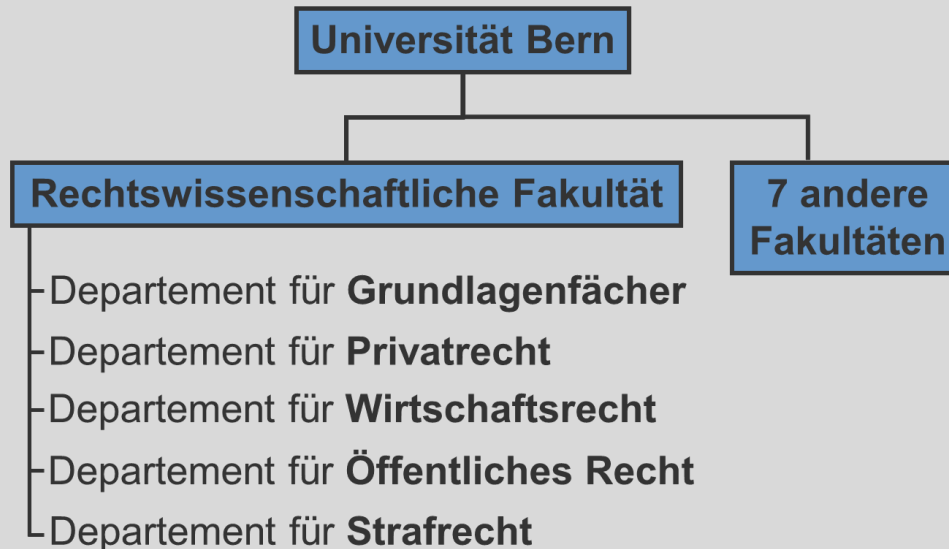 Universität Bern
Rechtswissenschaftliche Fakultät
7 andere
Fakultäten
Departement für Grundlagenfächer
Departement für Privatrecht
Departement für Wirtschaftsrecht
Departement für Öffentliches Recht
Departement für Strafrecht